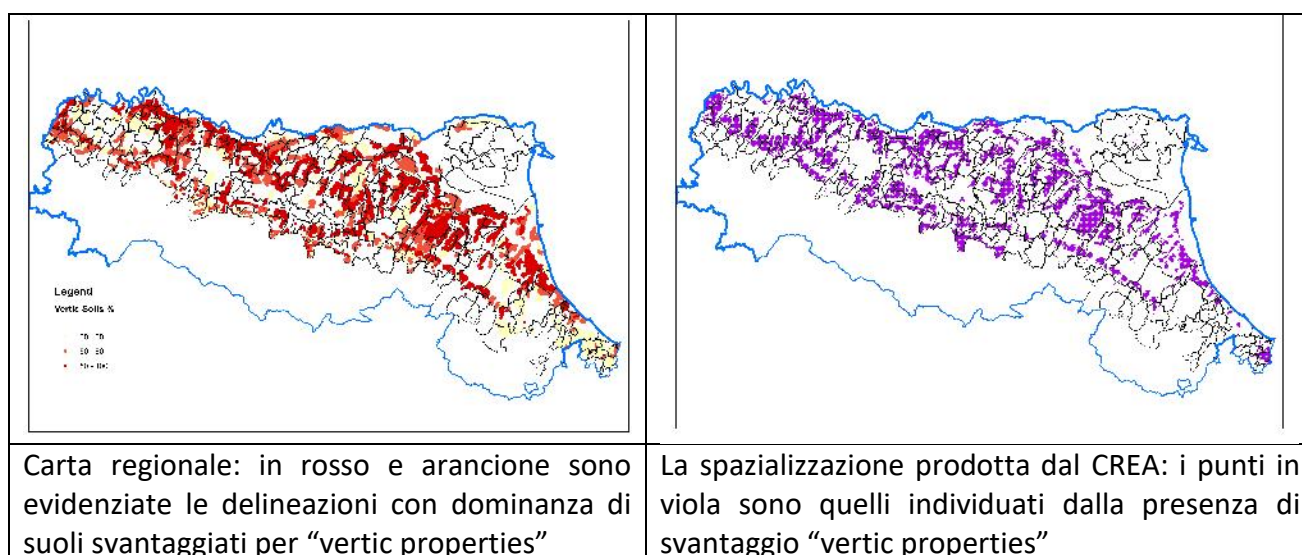 Legend
Vertic Soils %
Carta regionale: in rosso e arancione sono
evidenziate le delineazioni con dominanza di
suoli svantaggiati per “vertic properties”
La spazializzazione prodotta dal CREA: i punti in
viola sono quelli individuati dalla presenza di
svantaggio “vertic properties”